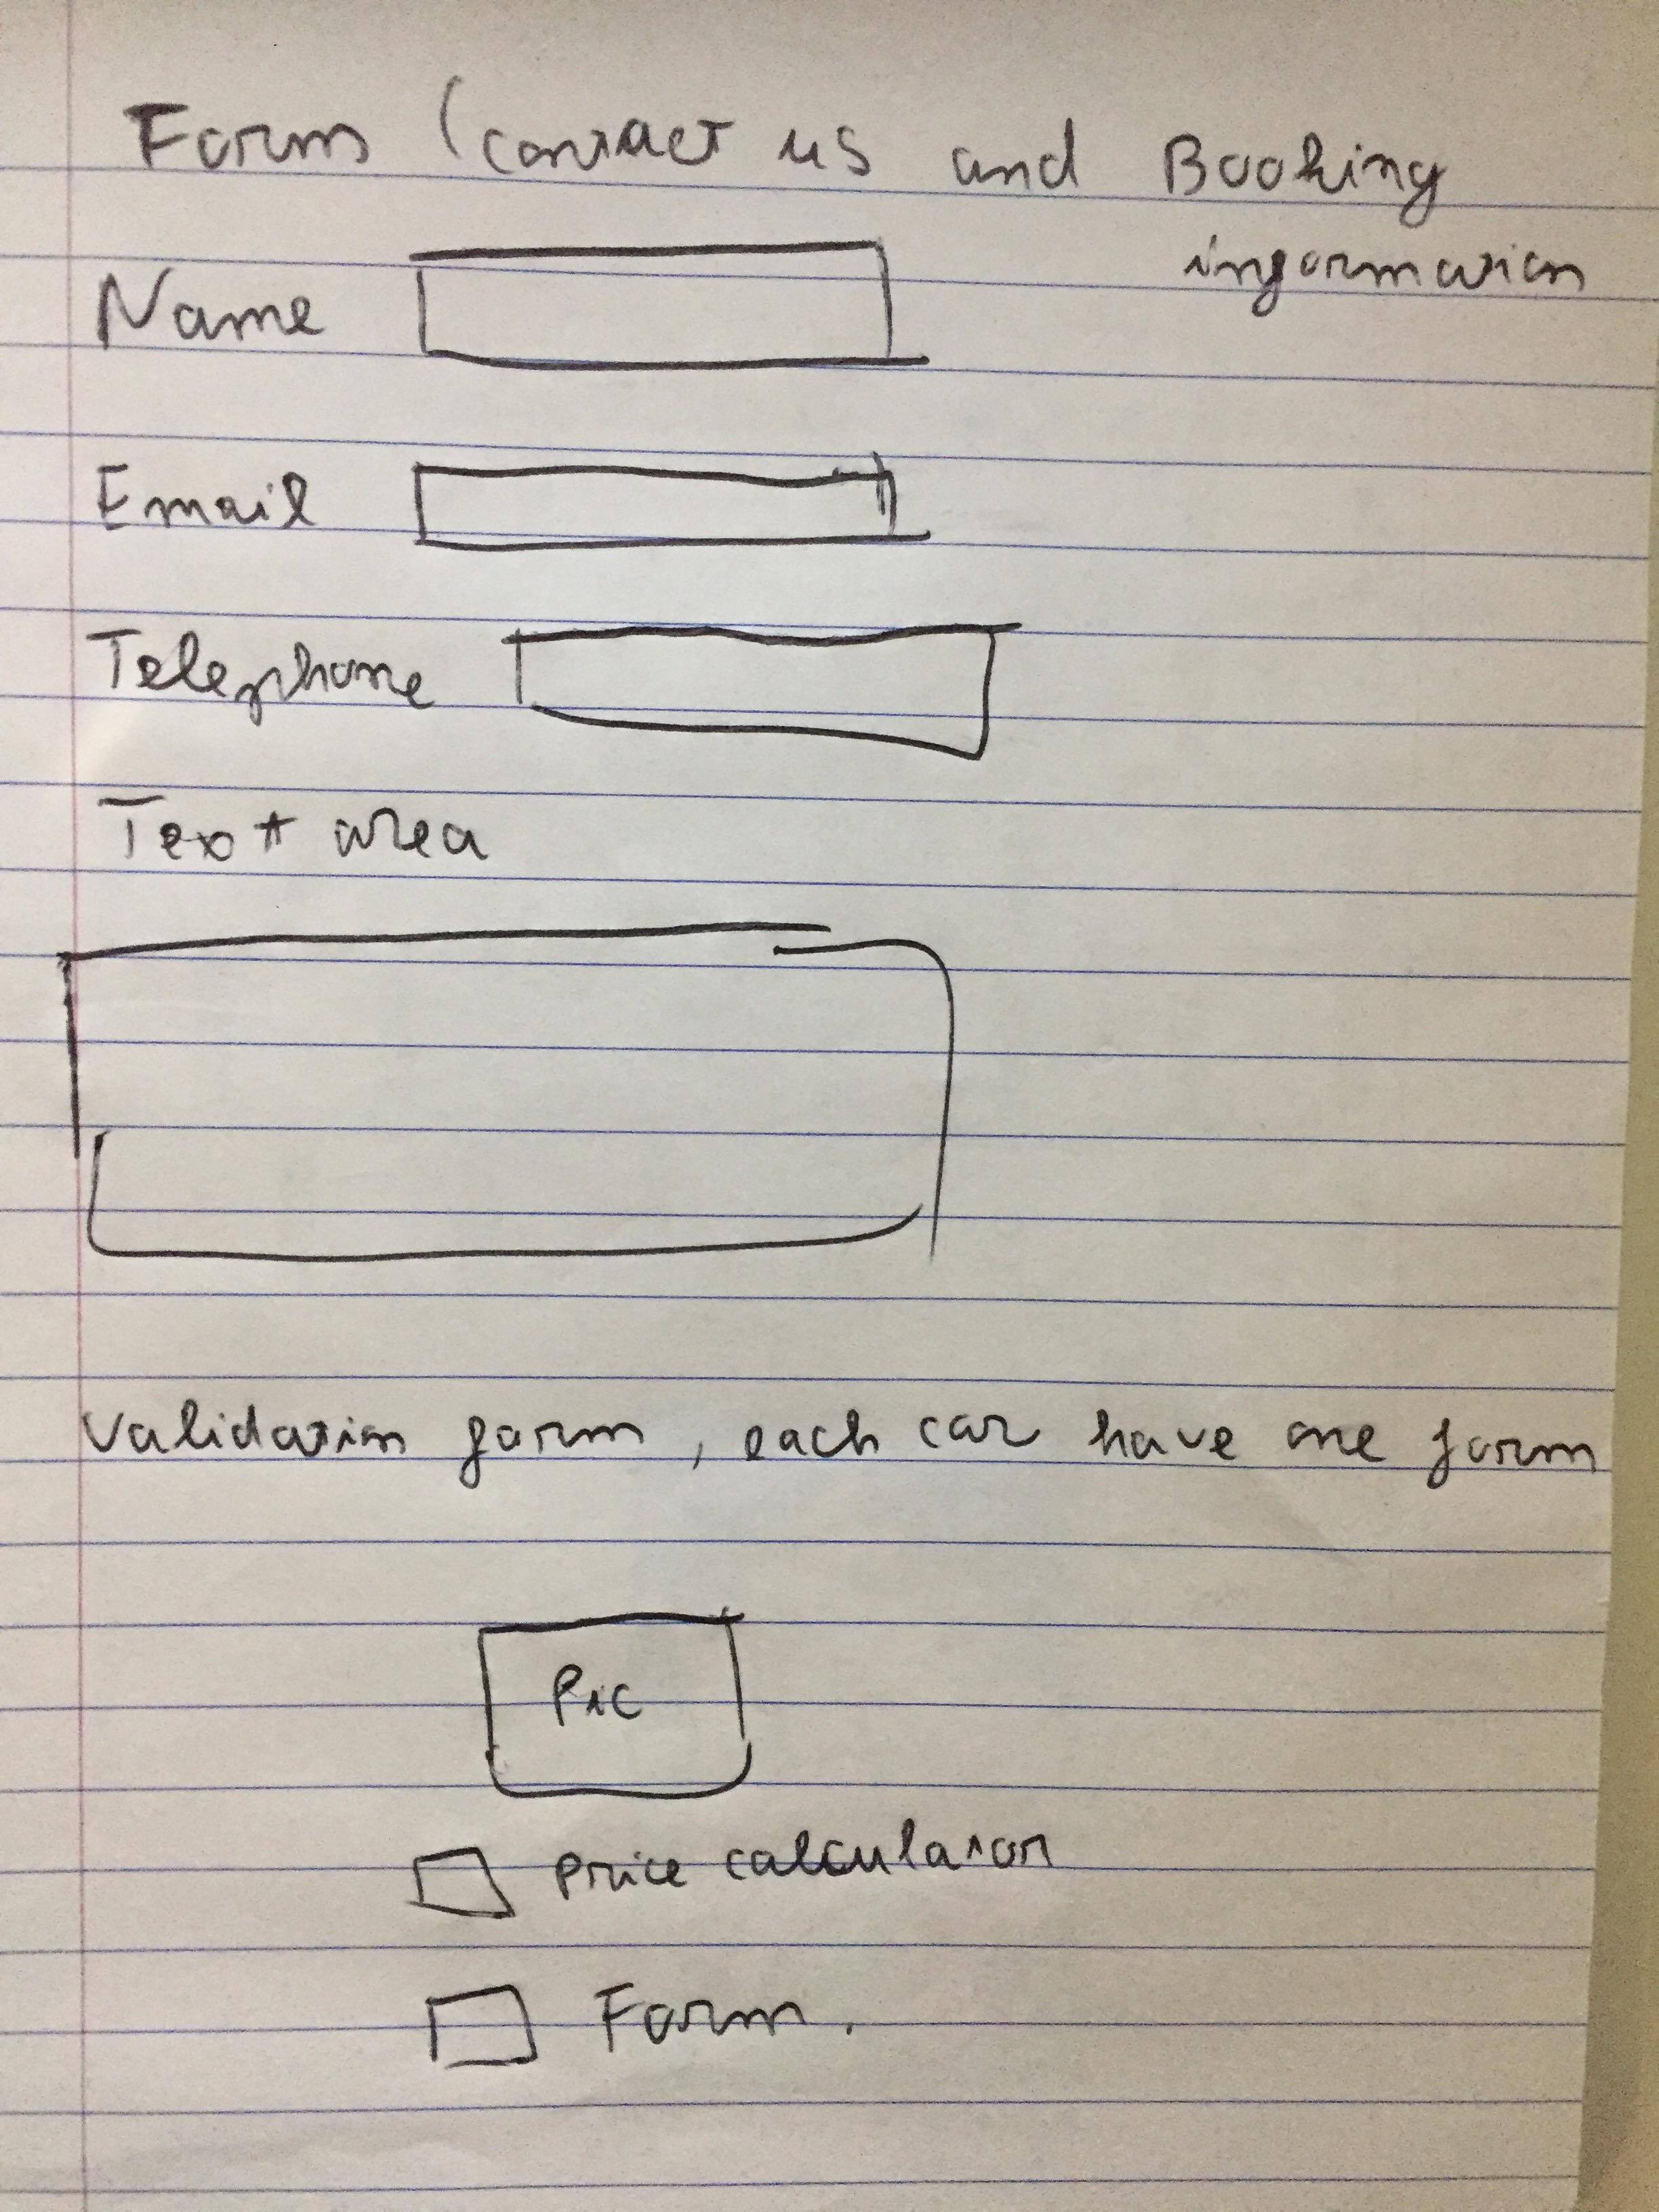 Form (contact us and Booking
information
Name
Email
Telephone
Text area
Validation form, each car have one form
Pic
Price calculator
Form.